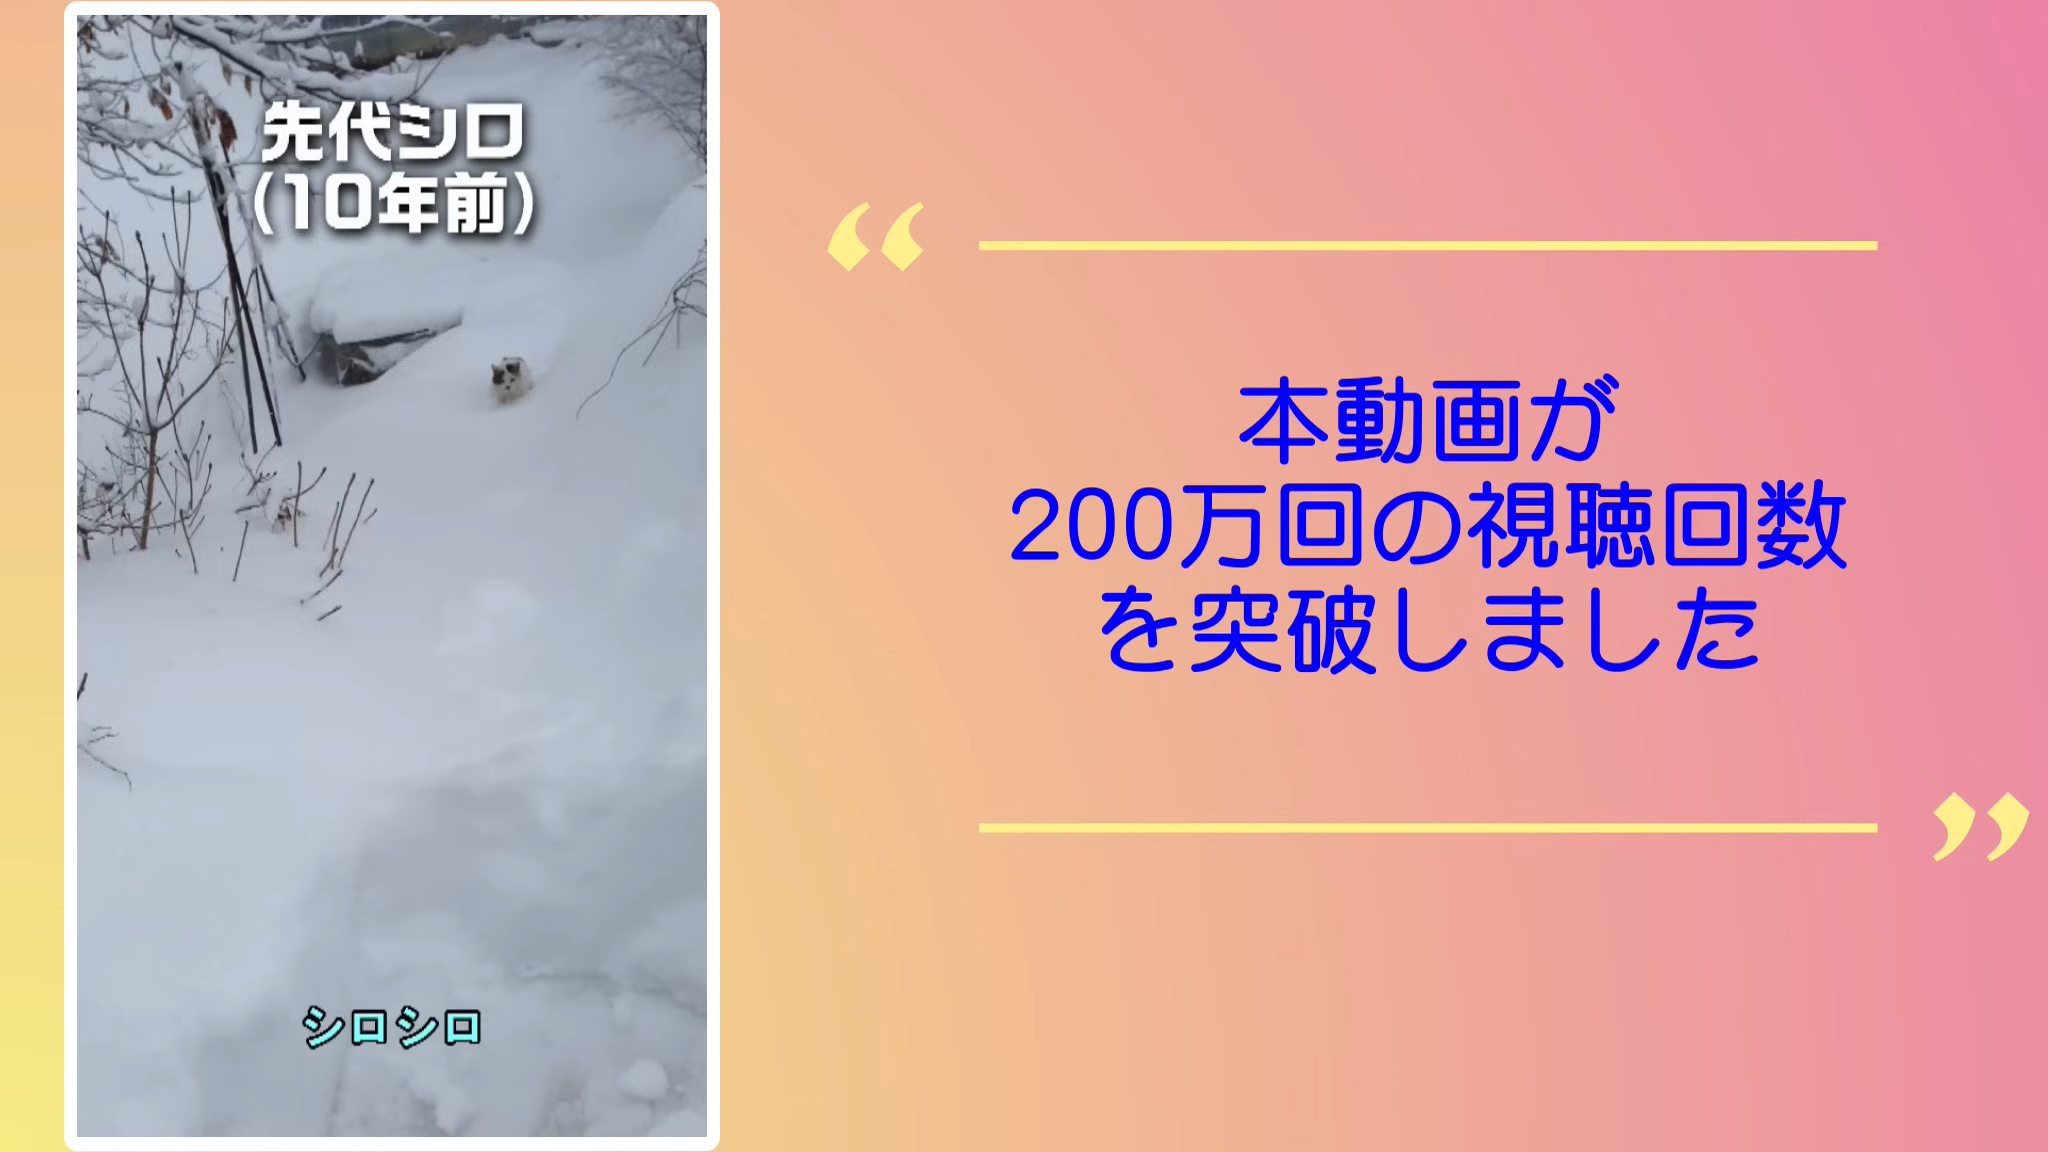 先代シロ
(10年前)
シロシロ
“
本動画が
200万回の視聴回数
を突破しました
”